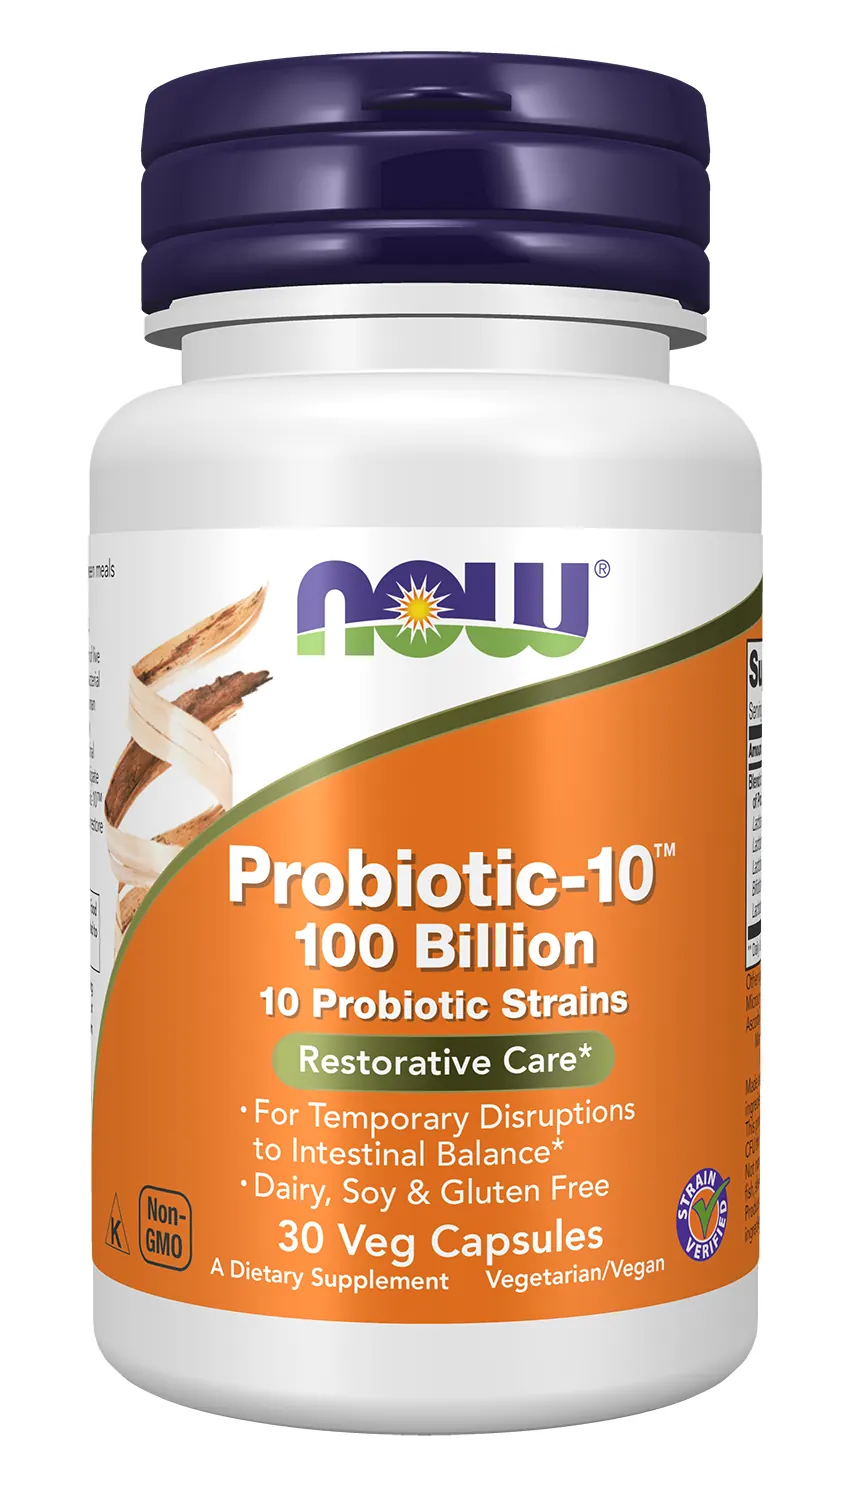 now®
Probiotic-10™
100 Billion
10 Probiotic Strains
Restorative Care*
• For Temporary Disruptions
to Intestinal Balance*
• Dairy, Soy & Gluten Free
30 Veg Capsules
A Dietary Supplement Vegetarian/Vegan
K
Non-
GMO
STRAIN
VERIFIED
meals